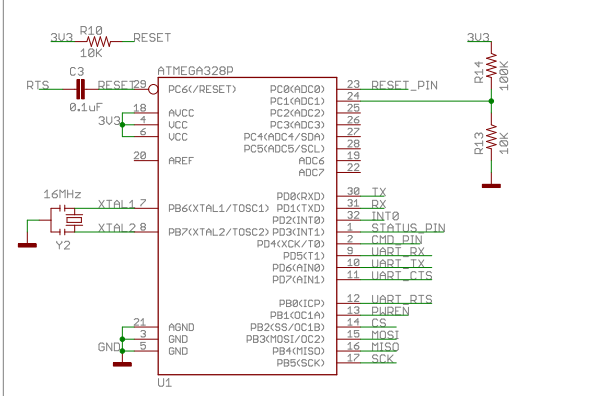 3V3 R10 RESET 3V3
10K
ATMEGA328P
R14 100K
C3
RTS RESET 29 PC6(/RESET) PC0(ADC0) 23 RESET_PIN
0.1uF PC1(ADC1) 24
18 AVCC PC2(ADC2) 25
3V3 4 VCC PC3(ADC3) 26
6 VCC PC4(ADC4/SDA) 27
PC5(ADC5/SCL) 28
R13 10K
20 AREF ADC6 19
ADC7 22
16MHz PD0(RXD) 30 TX
XTAL1 7 PB6(XTAL1/TOSC1) PD1(TXD) 31 RX
PD2(INT0) 32 INT0
XTAL2 8 PB7(XTAL2/TOSC2) PD3(INT1) 1 STATUS_PIN
Y2 PD4(XCK/T0) 2 CMD_PIN
PD5(T1) 9 UART_RX
PD6(AIN0) 10 UART_TX
PD7(AIN1) 11 UART_CTS
PB0(ICP) 12 UART_RTS
PB1(OC1A) 13 PWREN
21 AGND PB2(SS/OC1B) 14 CS
3 GND PB3(MOSI/OC2) 15 MOSI
GND 5 GND PB4(MISO) 16 MISO
PB5(SCK) 17 SCK
U1